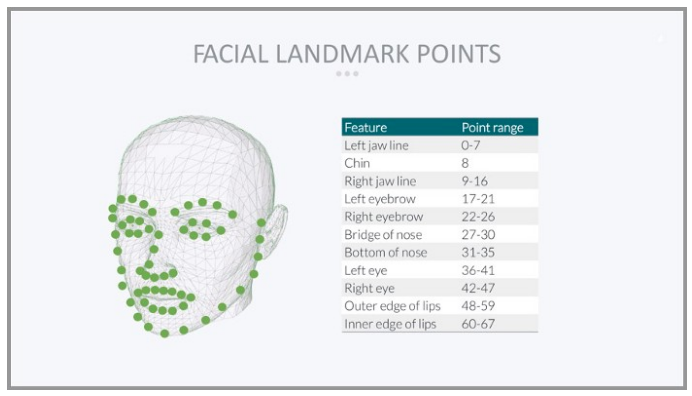 FACIAL LANDMARK POINTS
Feature Point range
Left jaw line 0-7
Chin 8
Right jaw line 9-16
Left eyebrow 17-21
Right eyebrow 22-26
Bridge of nose 27-30
Bottom of nose 31-35
Left eye 36-41
Right eye 42-47
Outer edge of lips 48-59
Inner edge of lips 60-67